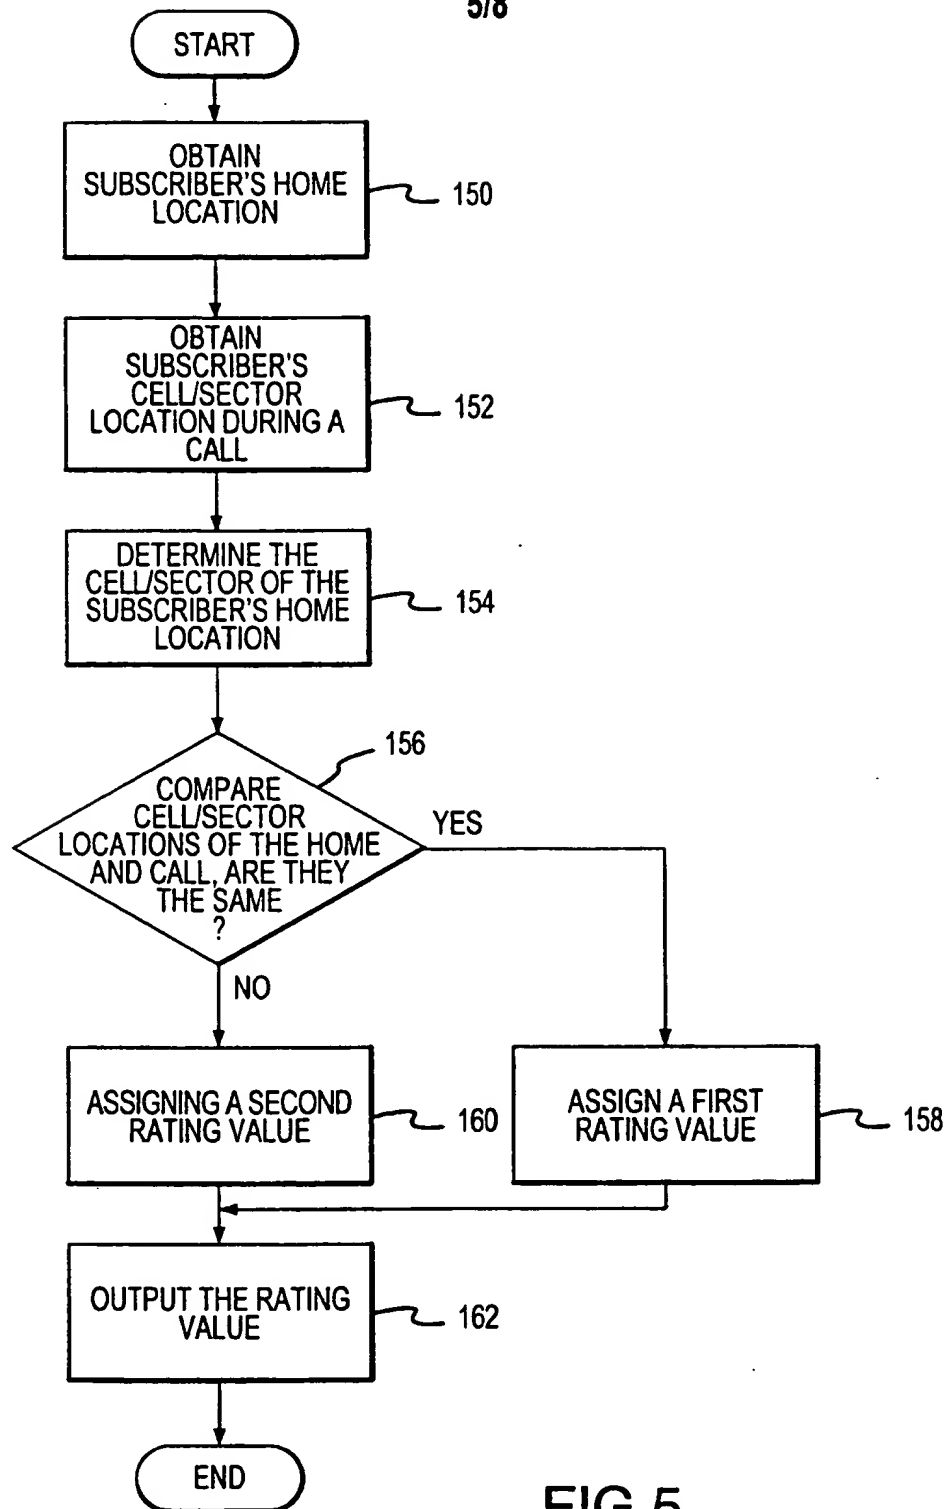 5/8
START
OBTAIN
SUBSCRIBER'S HOME
LOCATION
150
OBTAIN
SUBSCRIBER'S
CELL/SECTOR
LOCATION DURING A
CALL
152
DETERMINE THE
CELL/SECTOR OF THE
SUBSCRIBER'S HOME
LOCATION
154
156
COMPARE
CELL/SECTOR
LOCATIONS OF THE HOME
AND CALL, ARE THEY
THE SAME
?
YES
NO
ASSIGNING A SECOND
RATING VALUE
160
ASSIGN A FIRST
RATING VALUE
158
OUTPUT THE RATING
VALUE
162
END
FIG.5